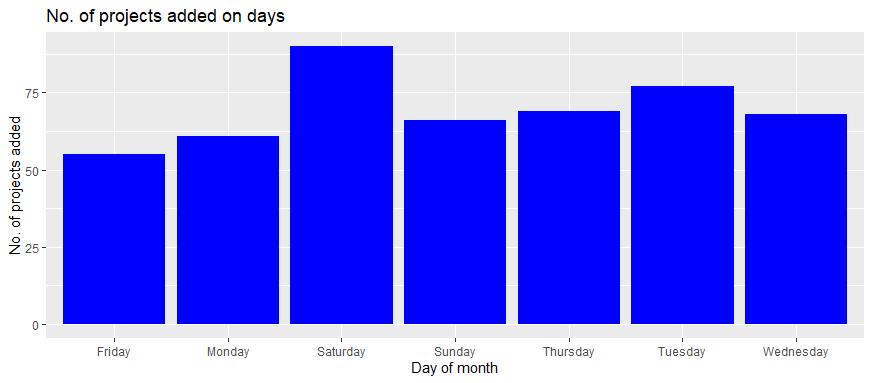 No. of projects added on days
No. of projects added
75
50
25
0
Friday Monday Saturday Sunday Thursday Tuesday Wednesday
Day of month